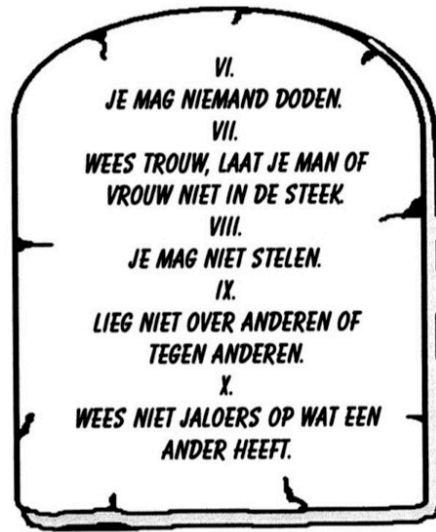 VI.
JE MAG NIEMAND DODEN.
VII.
WEES TROUW, LAAT JE MAN OF
VROUW NIET IN DE STEEK.
VIII.
JE MAG NIET STELEN.
IX.
LIEG NIET OVER ANDEREN OF
TEGEN ANDEREN.
X.
WEES NIET JALOERS OP WAT EEN
ANDER HEEFT.